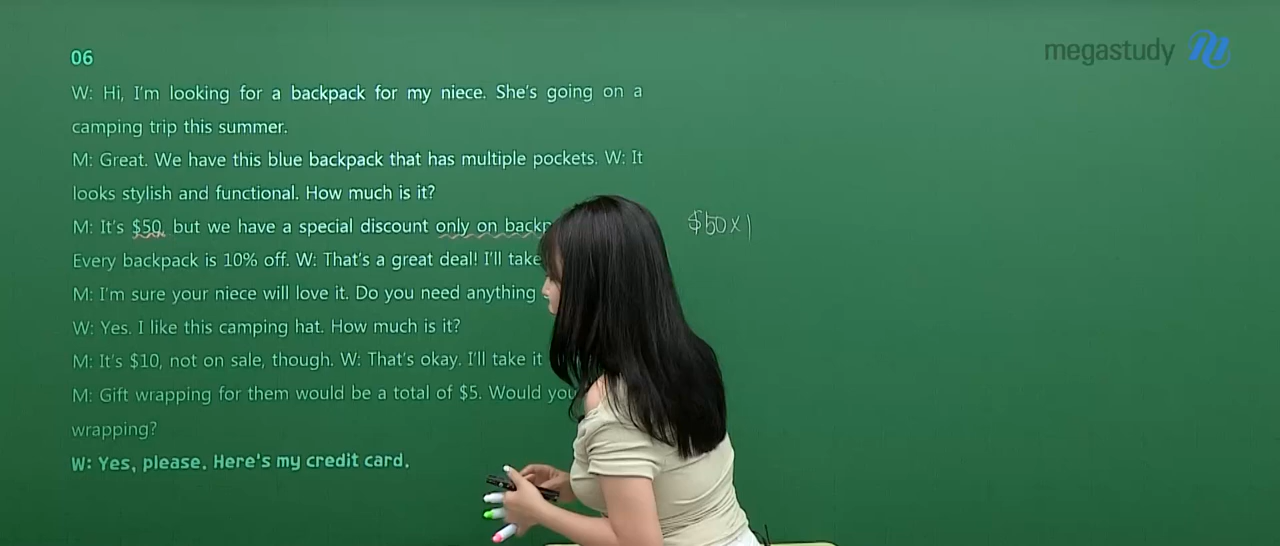 megastudy
06
W: Hi, I'm looking for a backpack for my niece. She's going on a
camping trip this summer.
M: Great. We have this blue backpack that has multiple pockets. W: It
looks stylish and functional. How much is it?
M: It's $50, but we have a special discount only on
$50×1
Every backpack is 10% off. W: That's a great deal! I'll take
M: I'm sure your niece will love it. Do you need anything
W: Yes. I like this camping hat. How much is it?
M: It's $10, not on sale, though. W: That's okay. I'll take it
M: Gift wrapping for them would be a total of $5. Would you
wrapping?
W: Yes, please. Here's my credit card.